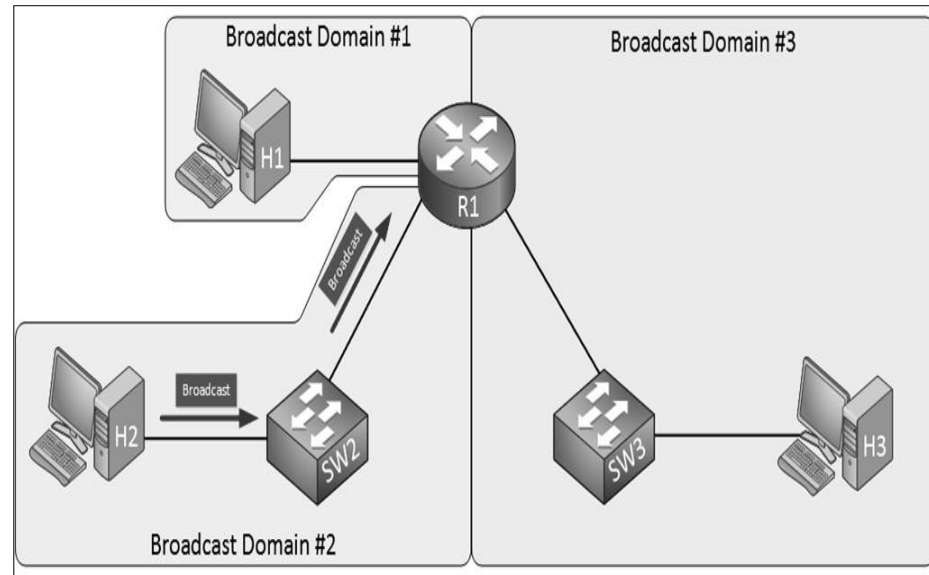 Broadcast Domain #1
Broadcast Domain #3
H1
R1
Broadcast
Broadcast
H2
SW2
SW3
H3
Broadcast Domain #2